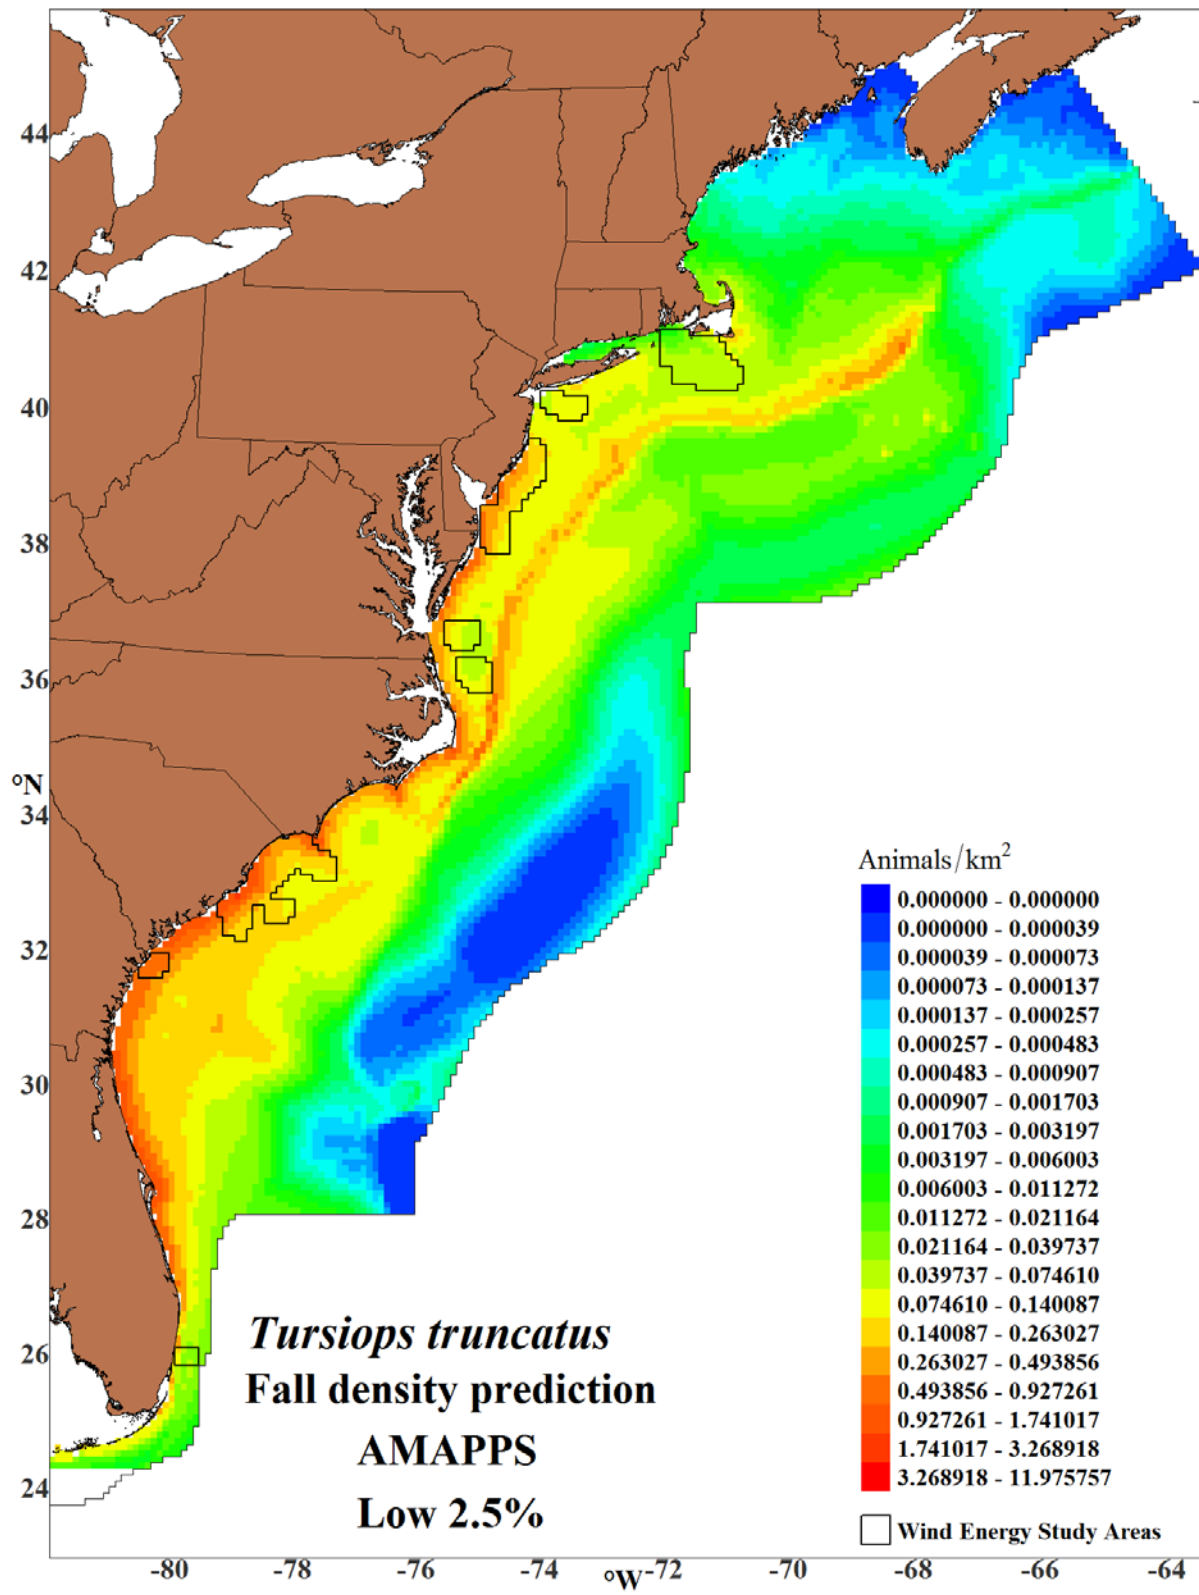 44
42
40
38
36
°N
34
32
30
28
26
24
Animals/km²
0.000000 - 0.000000
0.000000 - 0.000039
0.000039 - 0.000073
0.000073 - 0.000137
0.000137 - 0.000257
0.000257 - 0.000483
0.000483 - 0.000907
0.000907 - 0.001703
0.001703 - 0.003197
0.003197 - 0.006003
0.006003 - 0.011272
0.011272 - 0.021164
0.021164 - 0.039737
0.039737 - 0.074610
0.074610 - 0.140087
0.140087 - 0.263027
0.263027 - 0.493856
0.493856 - 0.927261
0.927261 - 1.741017
1.741017 - 3.268918
3.268918 - 11.975757
Wind Energy Study Areas
Tursiops truncatus
Fall density prediction
AMAPPS
Low 2.5%
-80 -78 -76 -74 °W -72 -70 -68 -66 -64